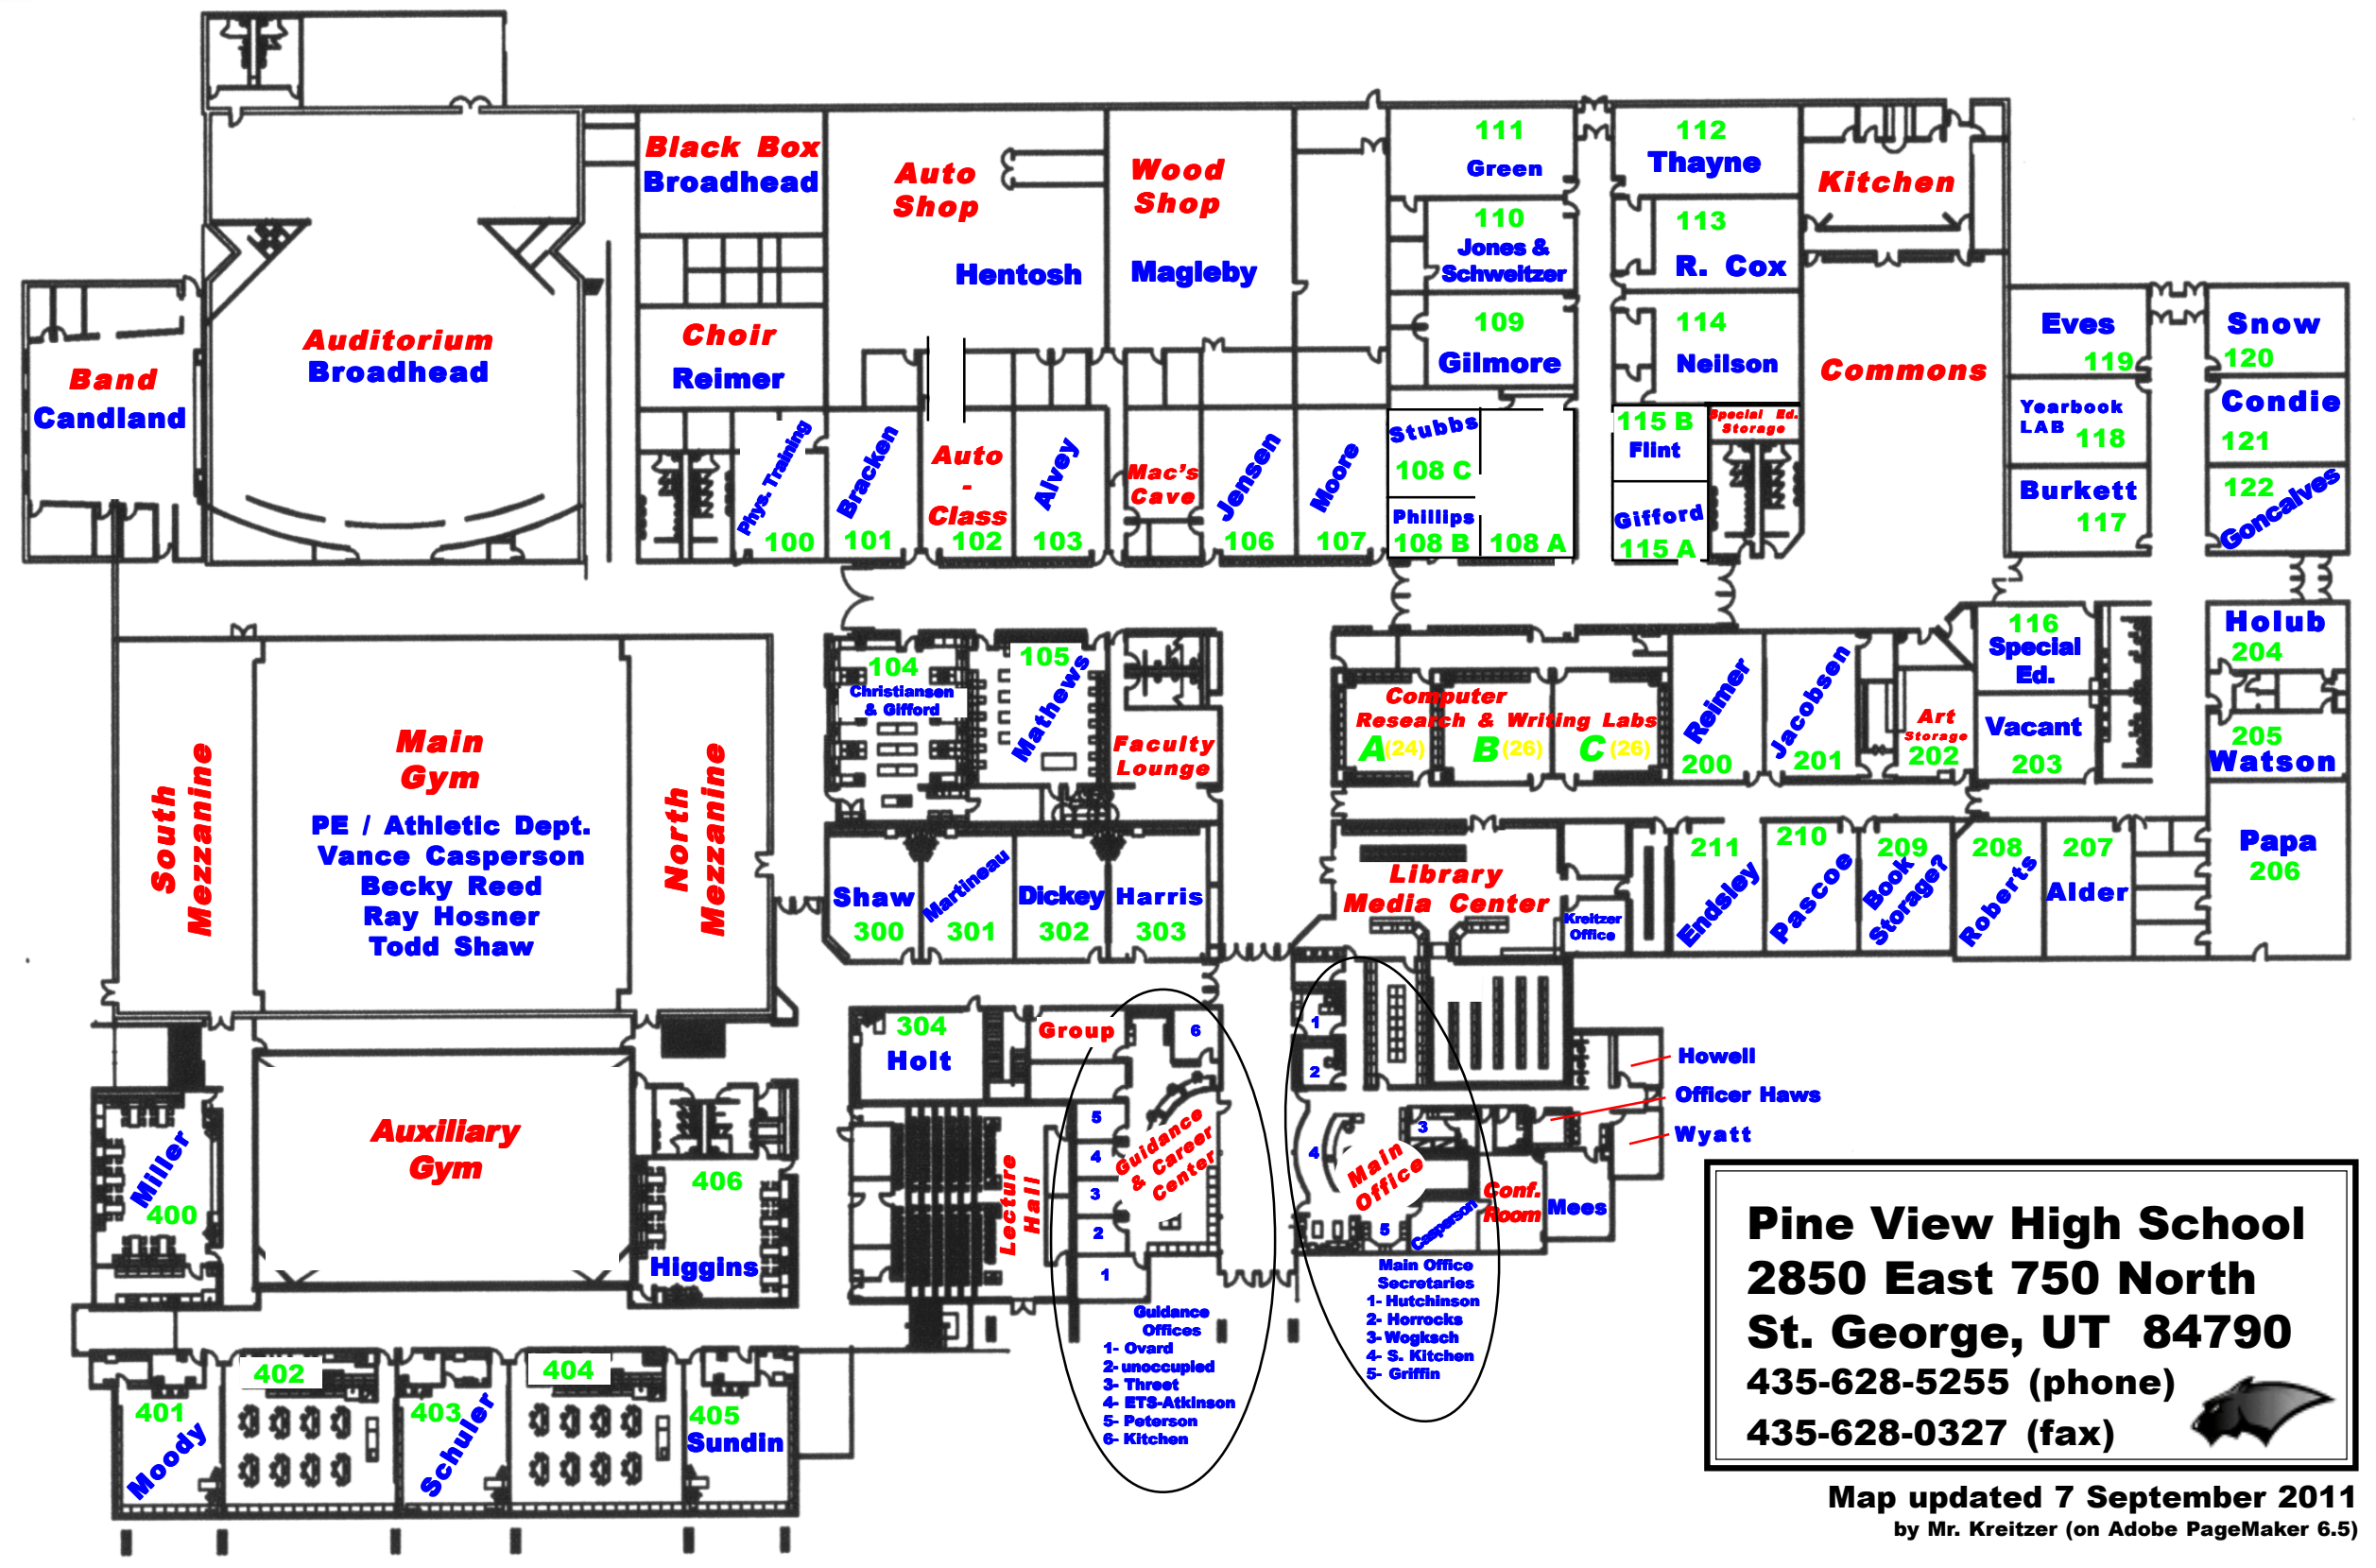 Black Box
Broadhead
Auto
Shop
Hentosh
Wood
Shop
Magleby
111
Green
112
Thayne
Kitchen
110
Jones &
Schweitzer
113
R. Cox
109
Gilmore
114
Neilson
Commons
Auditorium
Broadhead
Band
Candland
Choir
Reimer
Eves
119
Snow
120
Yearbook
LAB 118
Condie
121
Burkett
117
122
Goncalves
Phys. Training
100
Bracken
101
Auto
-
Class
102
Alvey
103
Mac's
Cave
Jensen
106
Moore
107
Stubbs
108 C
Phillips
108 B
108 A
115 B
Flint
Gifford
115 A
Special Ed.
Storage
South
Mezzanine
Main
Gym
PE / Athletic Dept.
Vance Casperson
Becky Reed
Ray Hosner
Todd Shaw
North
Mezzanine
104
Christiansen
& Gifford
105
Mathews
Faculty
Lounge
Computer
Research & Writing Labs
A (24)
B (26)
C (26)
Reimer
200
Jacobsen
201
Art
Storage
202
116
Special
Ed.
Vacant
203
Holub
204
205
Watson
Papa
206
Shaw
300
Martineau
301
Dickey
302
Harris
303
Library
Media Center
Kreitzer
Office
211
Endsley
210
Pascoe
209
Book
Storage?
208
Roberts
207
Alder
304
Holt
Group
6
5
4
3
2
1
Guidance
& Career
Center
Lecture
Hall
1
2
3
4
5
Main
Office
Casperson
Conf.
Room
Mees
Howell
Officer Haws
Wyatt
Auxiliary
Gym
Miller
400
406
Higgins
401
Moody
402
403
Schuler
404
405
Sundin
Guidance
Offices
1- Ovard
2- unoccupied
3- Threet
4- ETS-Atkinson
5- Peterson
6- Kitchen
Main Office
Secretaries
1- Hutchinson
2- Horrocks
3- Wogksch
4- S. Kitchen
5- Griffin
Pine View High School
2850 East 750 North
St. George, UT 84790
435-628-5255 (phone)
435-628-0327 (fax)
Map updated 7 September 2011
by Mr. Kreitzer (on Adobe PageMaker 6.5)